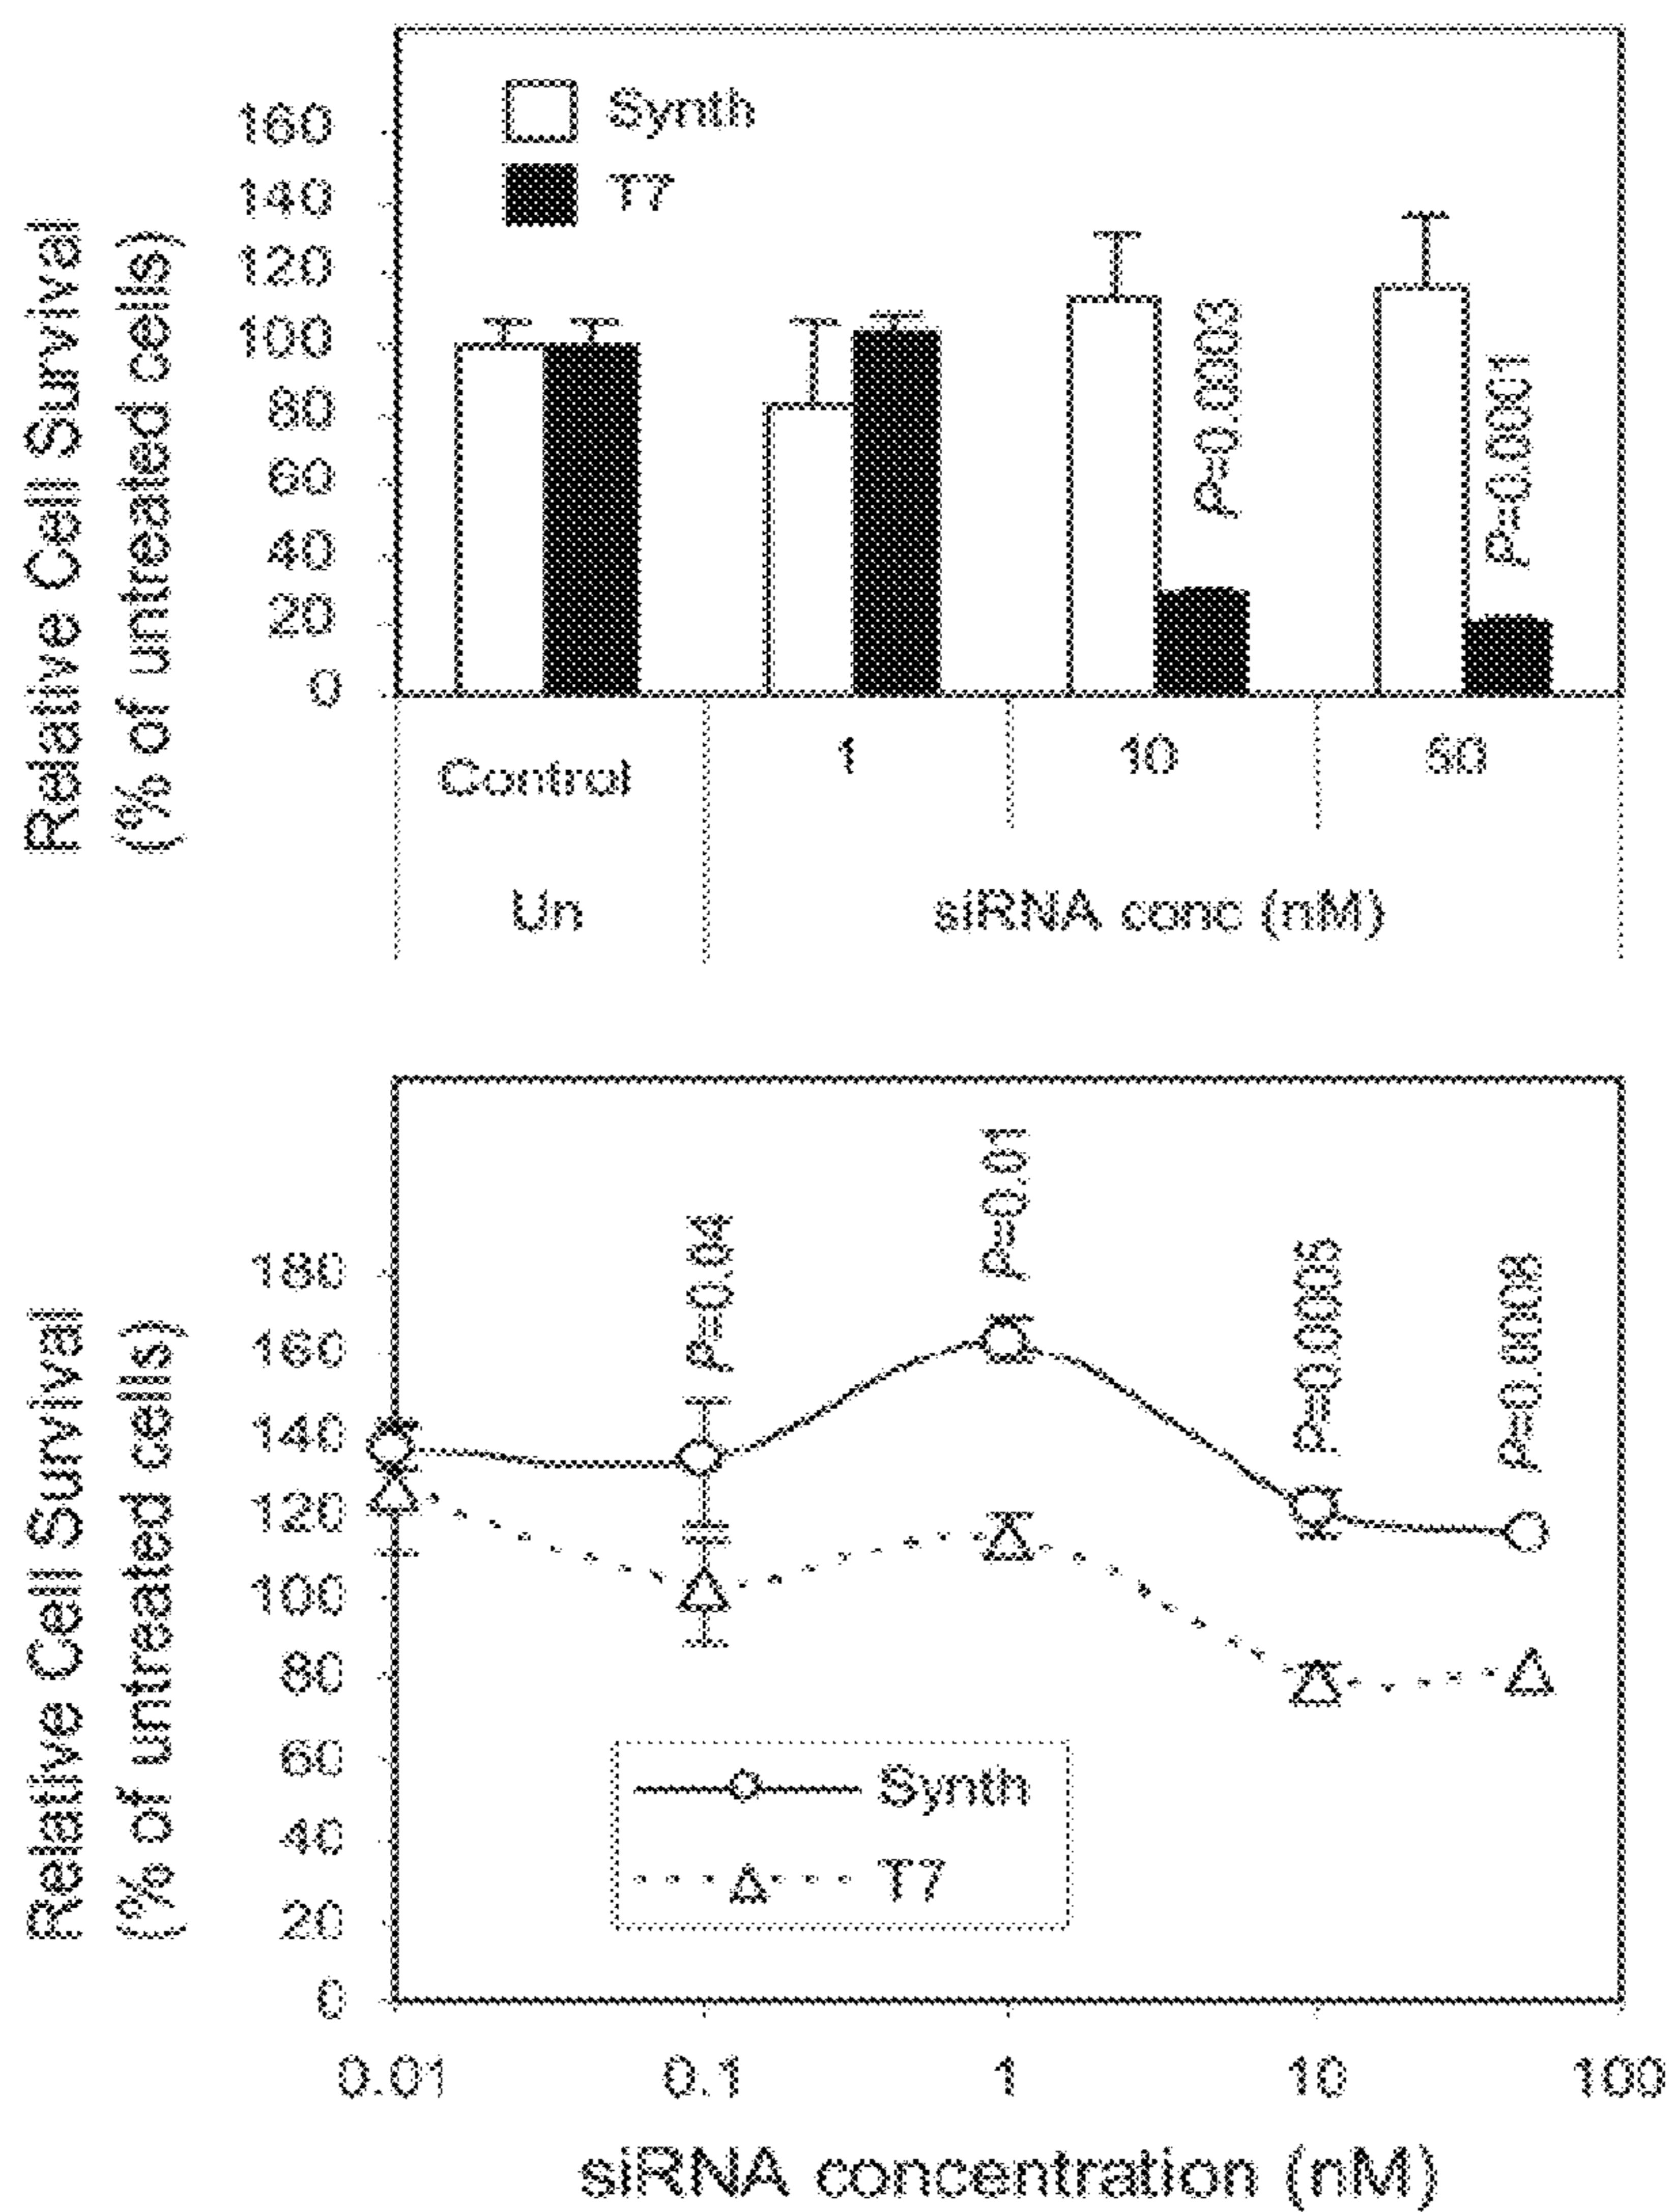 Relative Cell Survival
(% of untreated cells)
160
140
120
100
80
60
40
20
0
Synth
T7
P=0.0003
P=0.0001
Control
1
10
50
Un
siRNA conc (nM)
Relative Cell Survival
(% of untreated cells)
180
160
140
120
100
80
60
40
20
0
P=0.04
P=0.01
P=0.0005
P=0.0008
Synth
T7
0.01
0.1
1
10
100
siRNA concentration (nM)